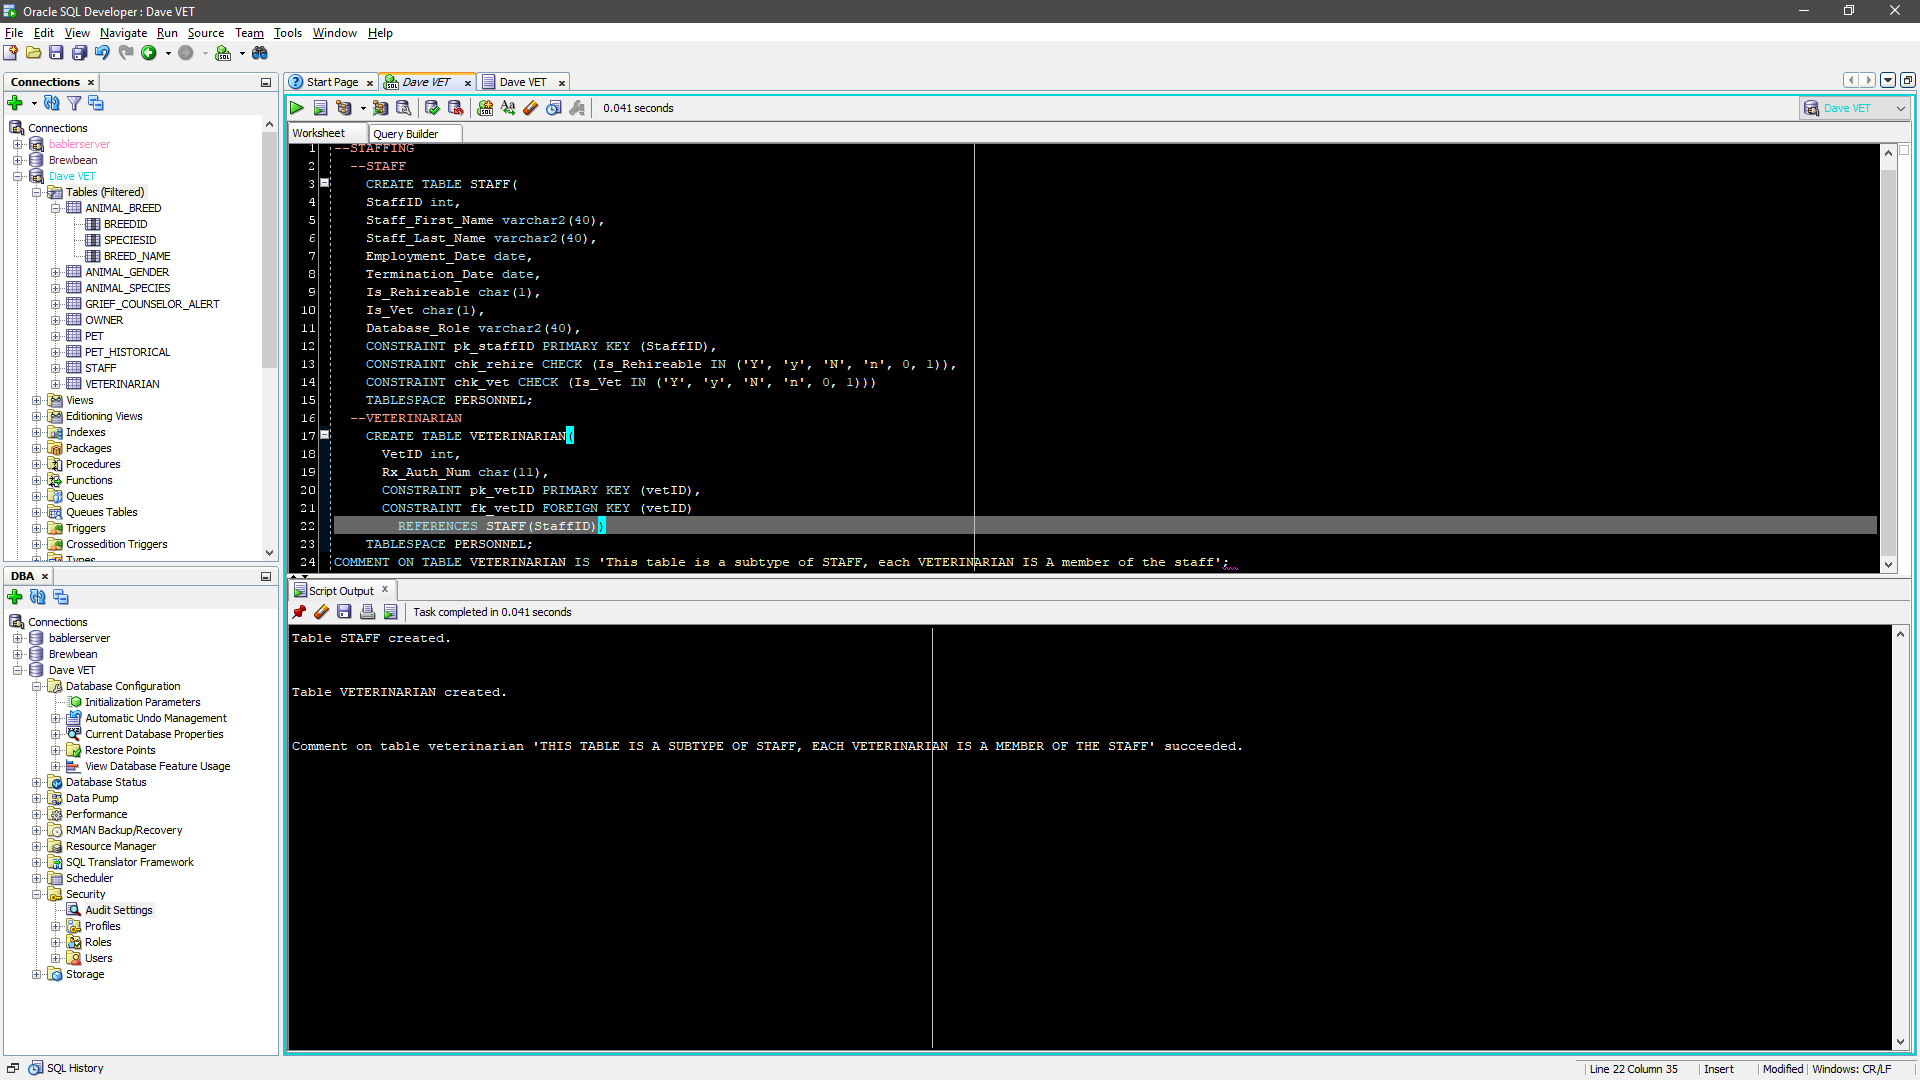 Oracle SQL Developer : Dave VET
File Edit View Navigate Run Source Team Tools Window Help
Connections
Connections
bablerserver
Brewbean
Dave VET
Tables (Filtered)
ANIMAL_BREED
BREEDID
SPECIESID
BREED_NAME
ANIMAL_GENDER
ANIMAL_SPECIES
GRIEF_COUNSELOR_ALERT
OWNER
PET
PET_HISTORICAL
STAFF
VETERINARIAN
Views
Editioning Views
Indexes
Packages
Procedures
Functions
Queues
Queues Tables
Triggers
Crossedition Triggers
Types
DBA
Connections
bablerserver
Brewbean
Dave VET
Database Configuration
Initialization Parameters
Automatic Undo Management
Current Database Properties
Restore Points
View Database Feature Usage
Database Status
Data Pump
Performance
RMAN Backup/Recovery
Resource Manager
SQL Translator Framework
Scheduler
Security
Audit Settings
Profiles
Roles
Users
Storage
Start Page Dave VET Dave VET
0.041 seconds
Dave VET
Worksheet Query Builder
1 --STAFFING
2 --STAFF
3 CREATE TABLE STAFF(
4 StaffID int,
5 Staff_First_Name varchar2(40),
6 Staff_Last_Name varchar2(40),
7 Employment_Date date,
8 Termination_Date date,
9 Is_Rehireable char(1),
10 Is_Vet char(1),
11 Database_Role varchar2(40),
12 CONSTRAINT pk_staffID PRIMARY KEY (StaffID),
13 CONSTRAINT chk_rehire CHECK (Is_Rehireable IN ('Y', 'y', 'N', 'n', 0, 1)),
14 CONSTRAINT chk_vet CHECK (Is_Vet IN ('Y', 'y', 'N', 'n', 0, 1)))
15 TABLESPACE PERSONNEL;
16 --VETERINARIAN
17 CREATE TABLE VETERINARIAN(
18 VetID int,
19 Rx_Auth_Num char(11),
20 CONSTRAINT pk_vetID PRIMARY KEY (vetID),
21 CONSTRAINT fk_vetID FOREIGN KEY (vetID)
22 REFERENCES STAFF(StaffID))
23 TABLESPACE PERSONNEL;
24 COMMENT ON TABLE VETERINARIAN IS 'This table is a subtype of STAFF, each VETERINARIAN IS A member of the staff';
Script Output
Task completed in 0.041 seconds
Table STAFF created.
Table VETERINARIAN created.
Comment on table veterinarian 'THIS TABLE IS A SUBTYPE OF STAFF, EACH VETERINARIAN IS A MEMBER OF THE STAFF' succeeded.
SQL History
Line 22 Column 35 Insert Modified Windows: CR/LF